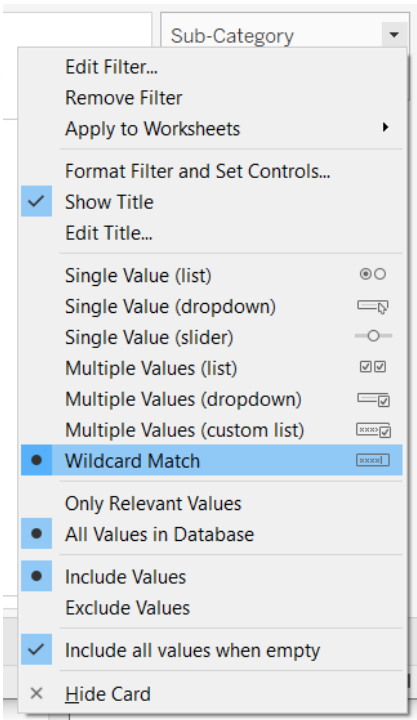 Sub-Category
Edit Filter...
Remove Filter
Apply to Worksheets
Format Filter and Set Controls...
Show Title
Edit Title...
Single Value (list)
Single Value (dropdown)
Single Value (slider)
Multiple Values (list)
Multiple Values (dropdown)
Multiple Values (custom list)
Wildcard Match
Only Relevant Values
All Values in Database
Include Values
Exclude Values
Include all values when empty
Hide Card